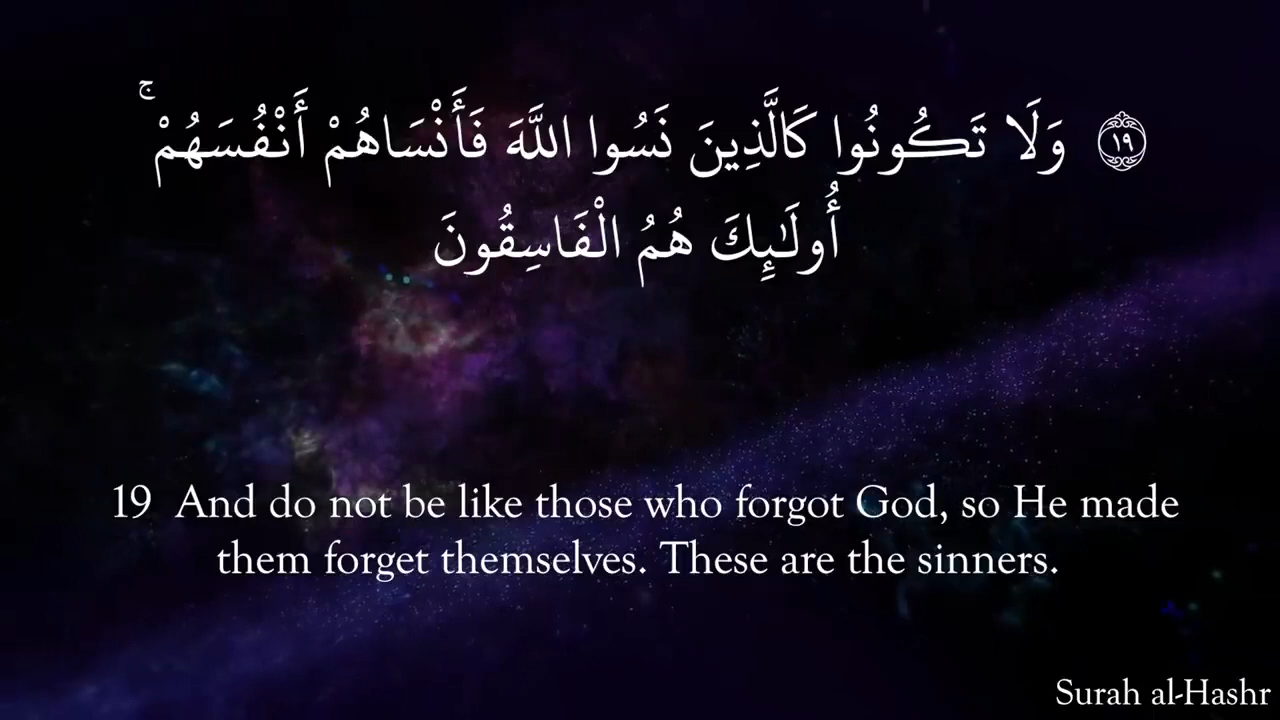 ١٩ وَلَا تَكُونُوا كَالَّذِينَ نَسُوا اللَّهَ فَأَنْسَاهُمْ أَنْفُسَهُمْ ۚ
أُولَـٰئِكَ هُمُ الْفَاسِقُونَ
19 And do not be like those who forgot God, so He made
them forget themselves. These are the sinners.
Surah al-Hashr